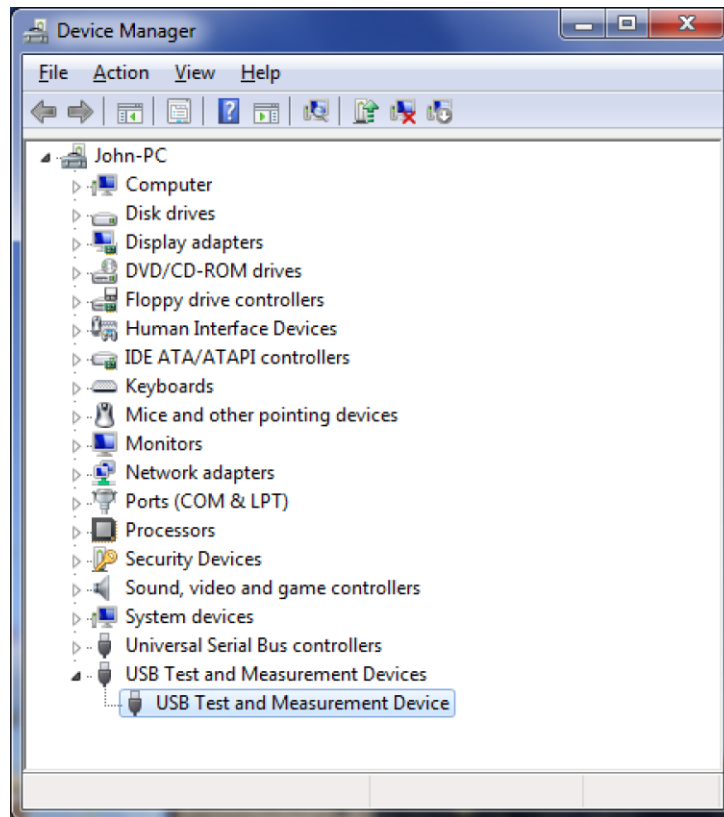 Device Manager
File Action View Help
John-PC
Computer
Disk drives
Display adapters
DVD/CD-ROM drives
Floppy drive controllers
Human Interface Devices
IDE ATA/ATAPI controllers
Keyboards
Mice and other pointing devices
Monitors
Network adapters
Ports (COM & LPT)
Processors
Security Devices
Sound, video and game controllers
System devices
Universal Serial Bus controllers
USB Test and Measurement Devices
USB Test and Measurement Device